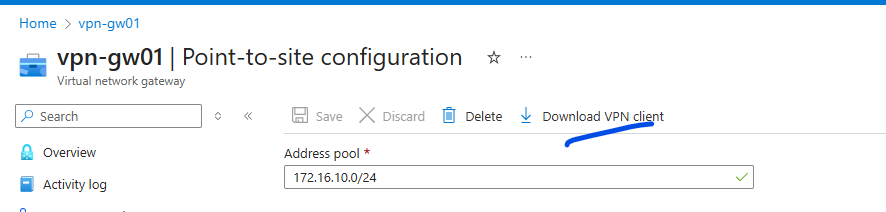 Home > vpn-gw01
vpn-gw01 | Point-to-site configuration
Virtual network gateway
Search
Save Discard Delete Download VPN client
Overview
Activity log
Address pool *
172.16.10.0/24